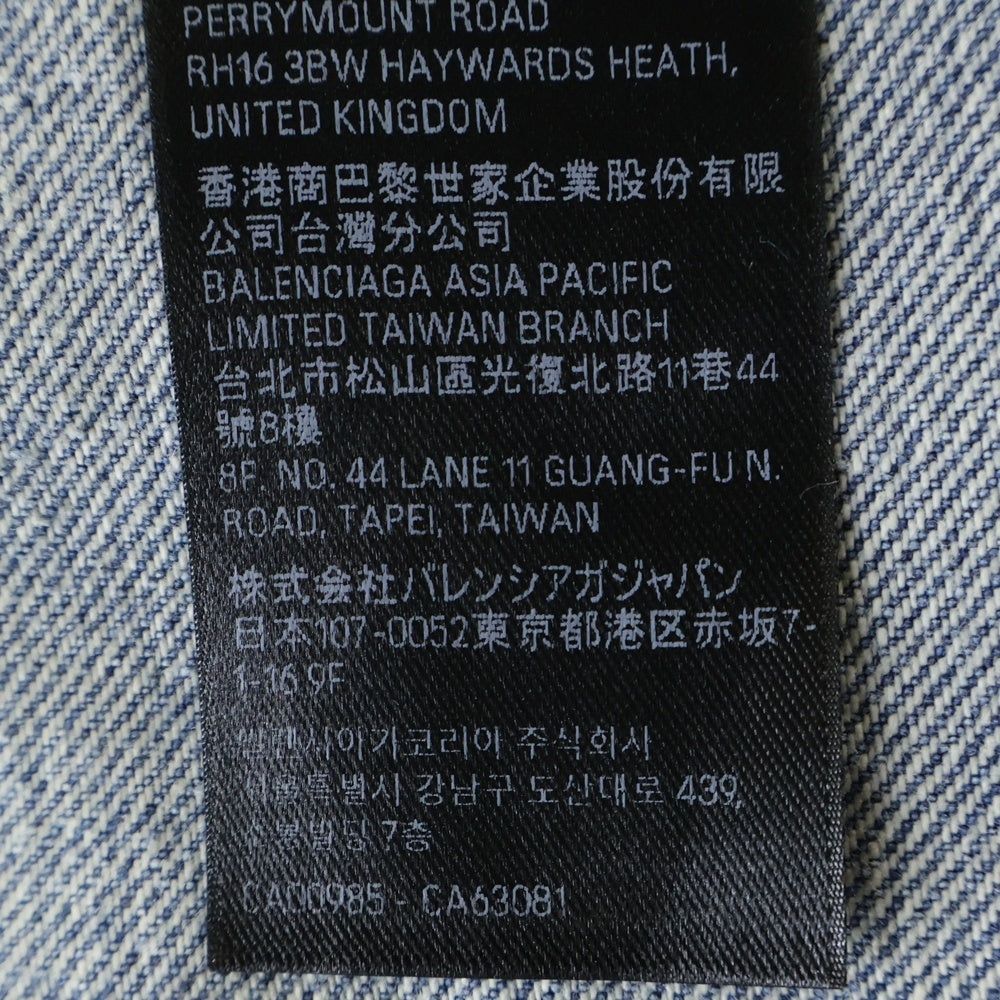 PERRYMOUNT ROAD
RH16 3BW HAYWARDS HEATH,
UNITED KINGDOM
香港商巴黎世家企業股份有限
公司台灣分公司
BALENCIAGA ASIA PACIFIC
LIMITED TAIWAN BRANCH
台北市松山區光復北路11巷44
號8樓
8F. NO. 44 LANE 11 GUANG-FU N.
ROAD, TAPEI, TAIWAN
株式会社バレンシアガジャパン
日本107-0052東京都港区赤坂7-
1-16 9F
주식회사
서울특별시 강남구 도산대로 439,
7층
CA00985 - CA63081